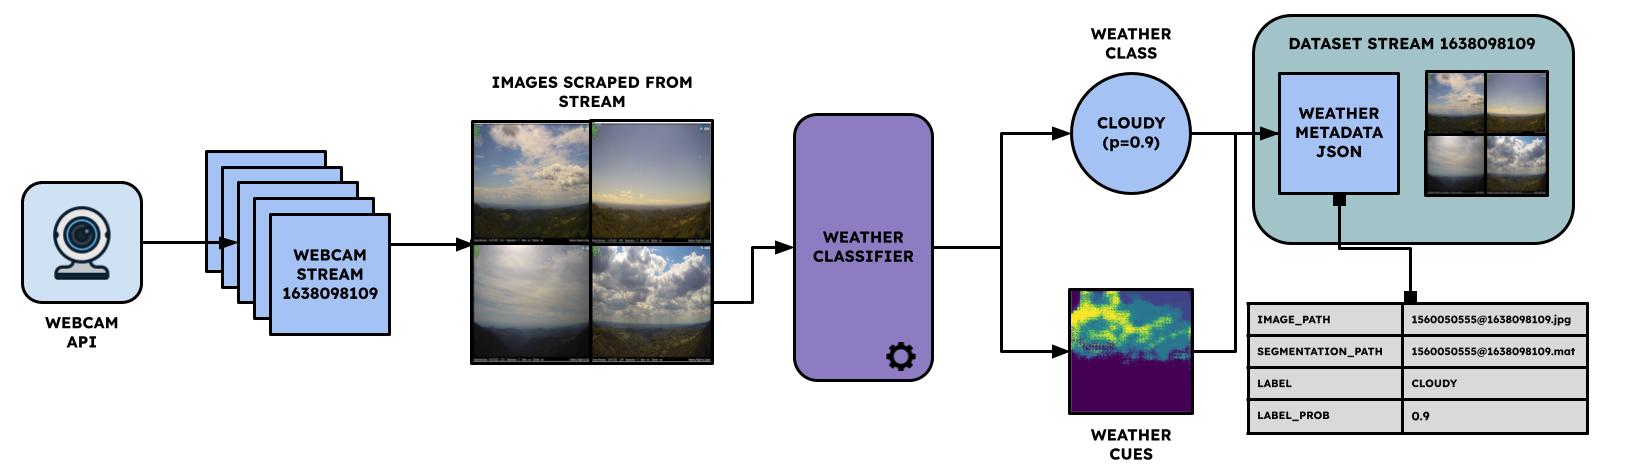 WEBCAM
API
WEBCAM
STREAM
1638098109
IMAGES SCRAPED FROM
STREAM
WEATHER
CLASSIFIER
WEATHER
CLASS
CLOUDY
(p=0.9)
WEATHER
CUES
DATASET STREAM 1638098109
WEATHER
METADATA
JSON
IMAGE_PATH 1560050555@1638098109.jpg
SEGMENTATION_PATH 1560050555@1638098109.mat
LABEL CLOUDY
LABEL_PROB 0.9